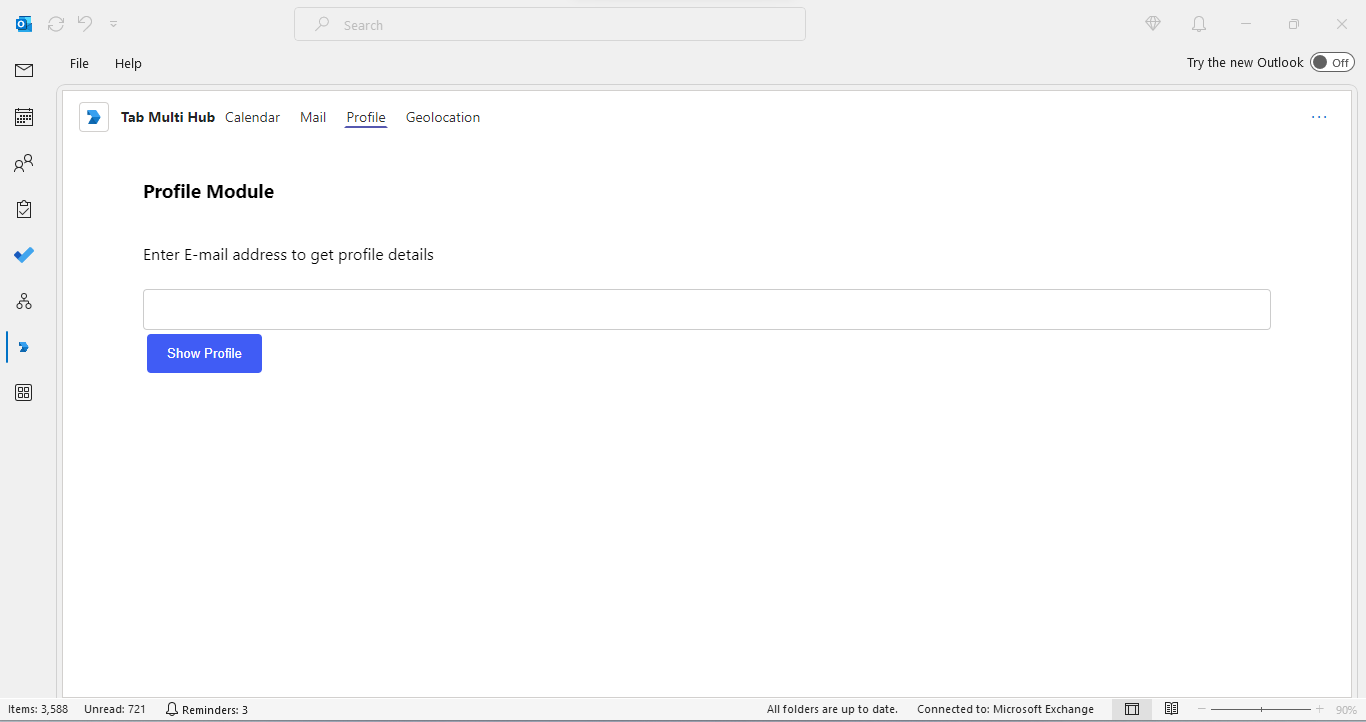 Search
File Help
Try the new Outlook Off
Tab Multi Hub Calendar Mail Profile Geolocation
Profile Module
Enter E-mail address to get profile details
Show Profile
Items: 3,588 Unread: 721 Reminders: 3 All folders are up to date. Connected to: Microsoft Exchange 90%